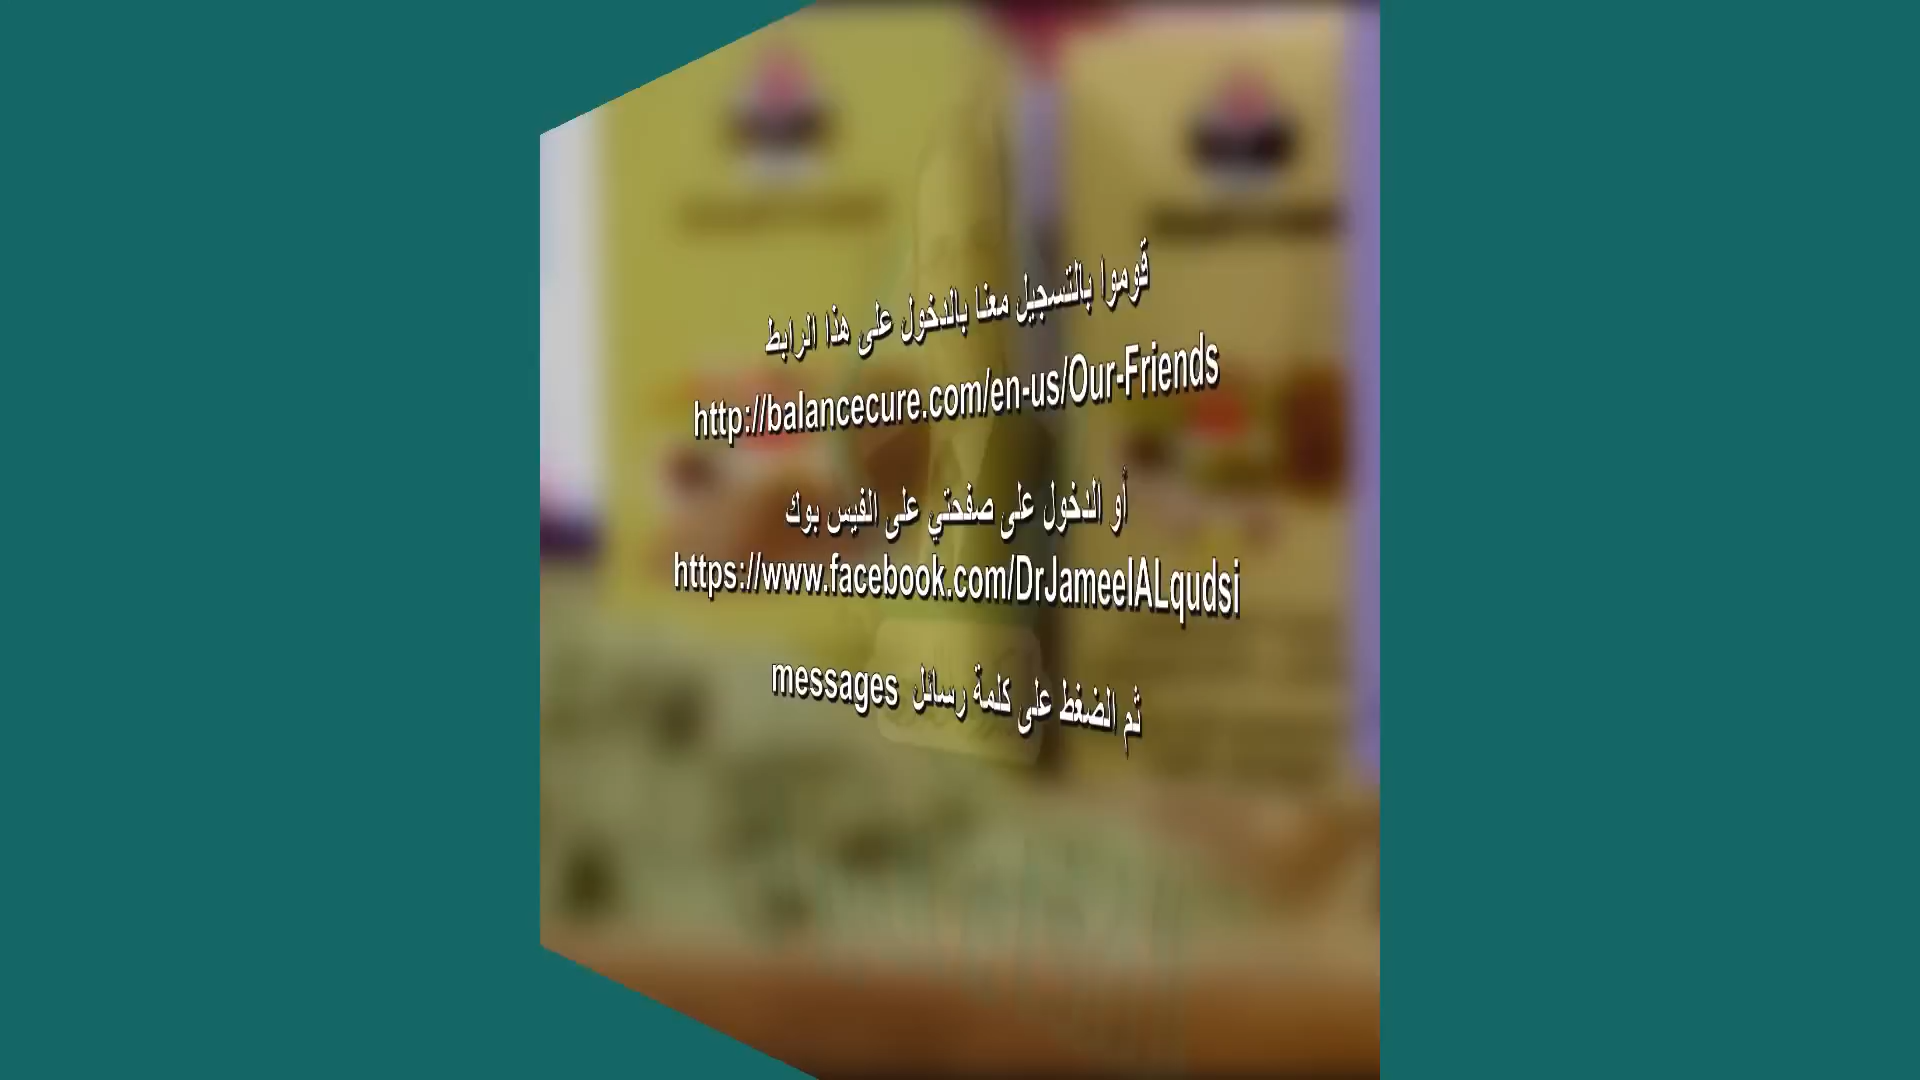 قوموا بالتسجيل معنا بالدخول على هذا الرابط
http://balancecure.com/en-us/Our-Friends
أو الدخول على صفحتي على الفيس بوك
https://www.facebook.com/DrJameelALqudsi
ثم الضغط على كلمة رسائل messages